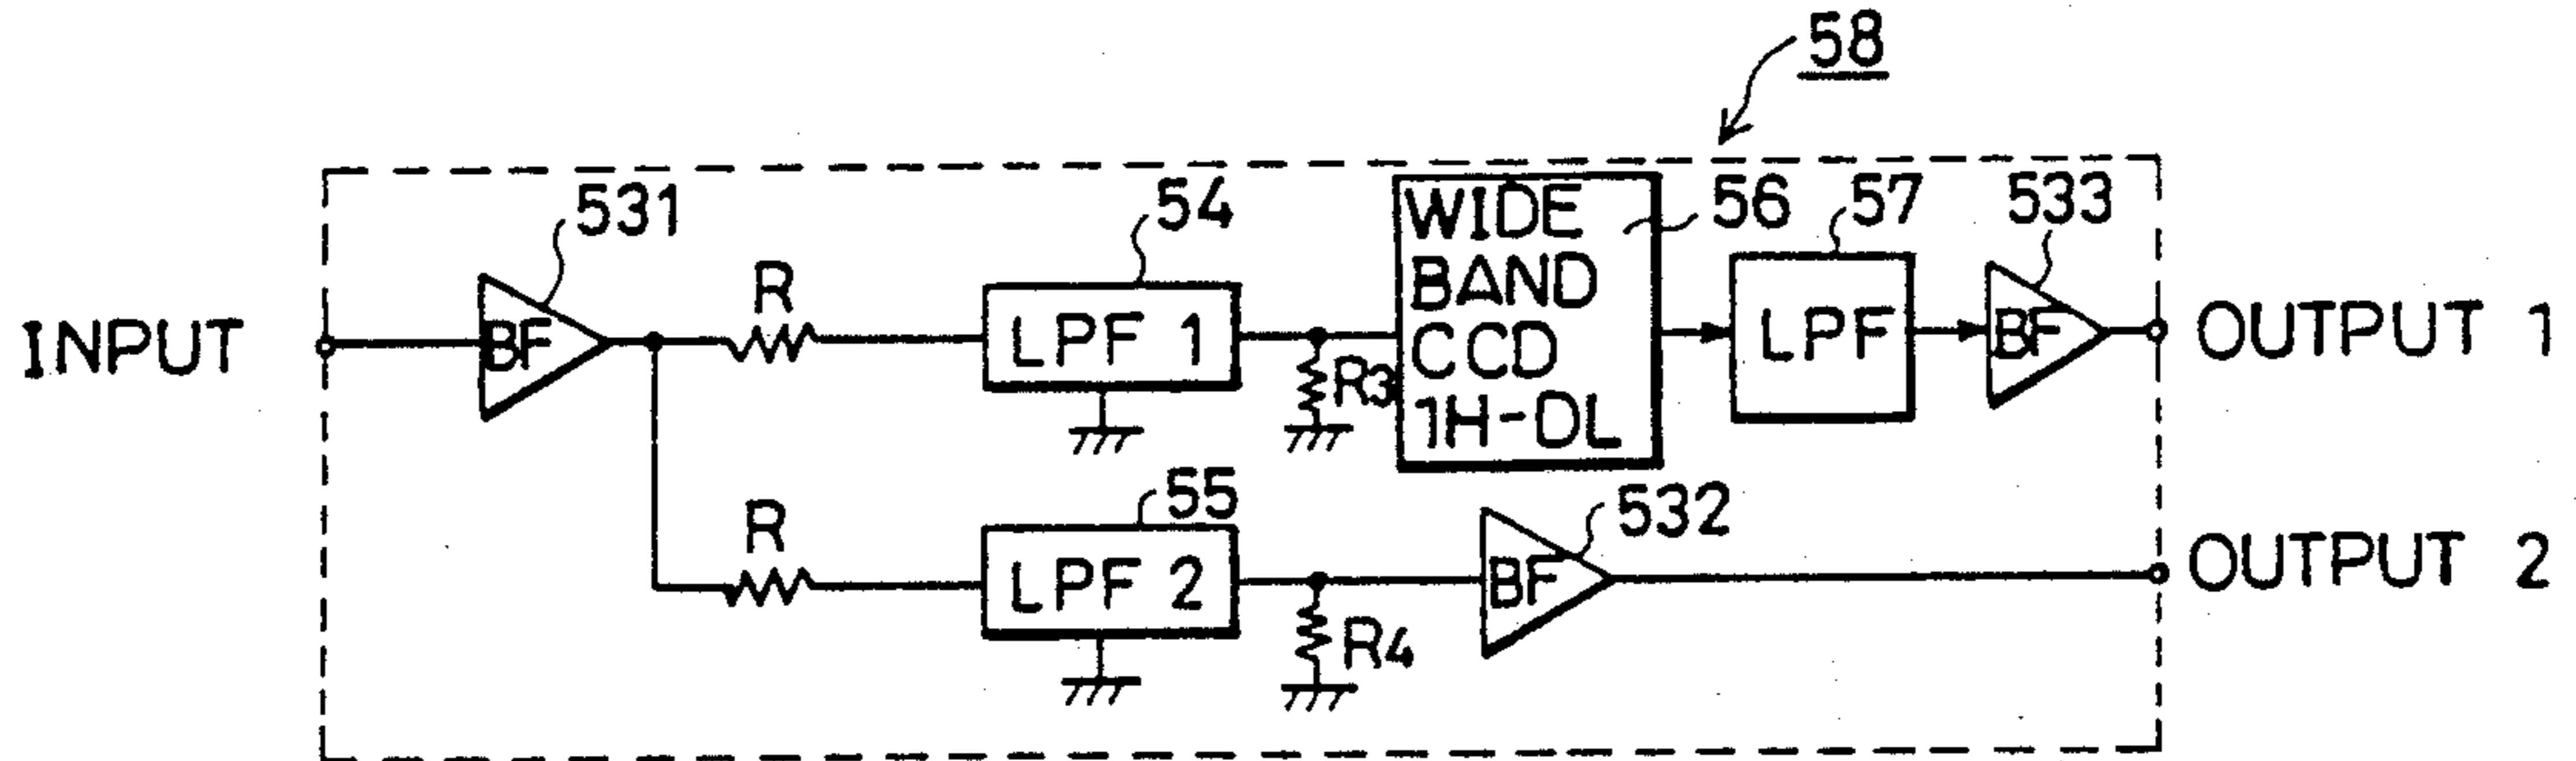 58
531
54
56
57
533
WIDE
BAND
CCD
1H-DL
R
INPUT
BF
LPF 1
R3
LPF
BF
OUTPUT 1
55
532
R
LPF 2
R4
BF
OUTPUT 2